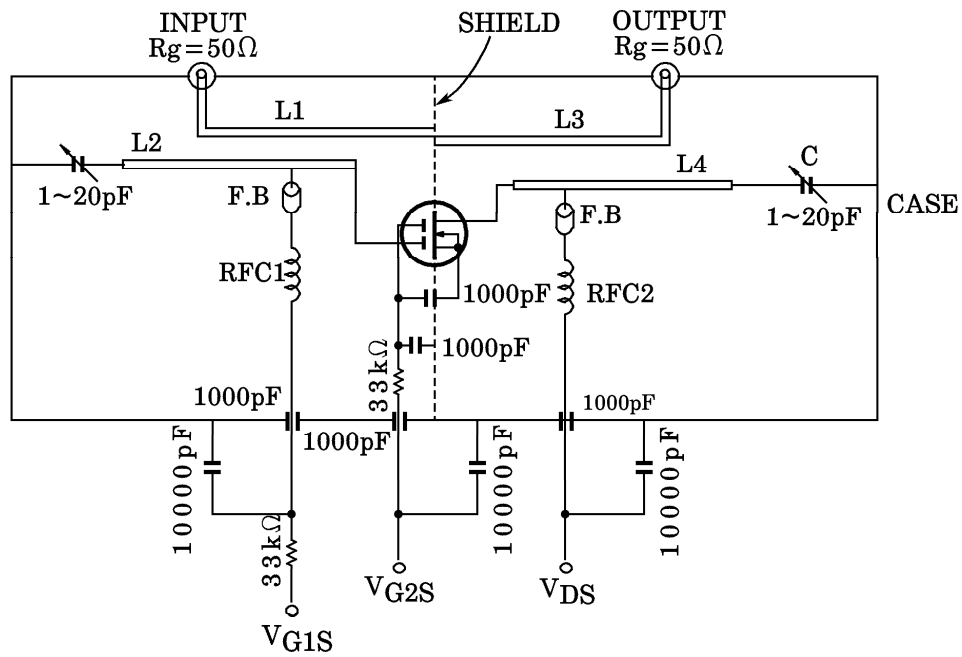 INPUT
Rg=50Ω
SHIELD
OUTPUT
Rg=50Ω
L1
L3
L2
L4
C
1~20pF
F.B
F.B
1~20pF
CASE
RFC1
1000pF
RFC2
1000pF
33kΩ
1000pF
1000pF
1000pF
10000pF
10000pF
10000pF
33kΩ
VG2S
VDS
VG1S